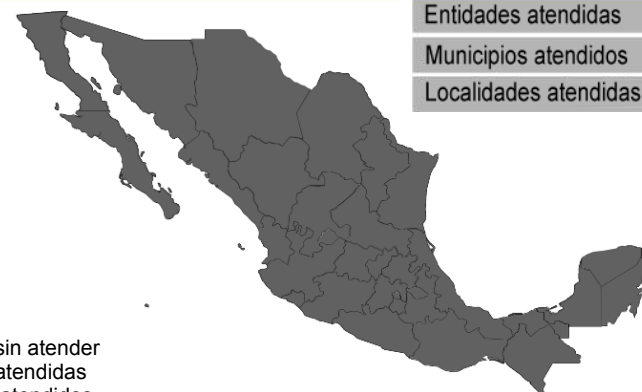 Entidades atendidas
Municipios atendidos
Localidades atendidas
sin atender
atendidas